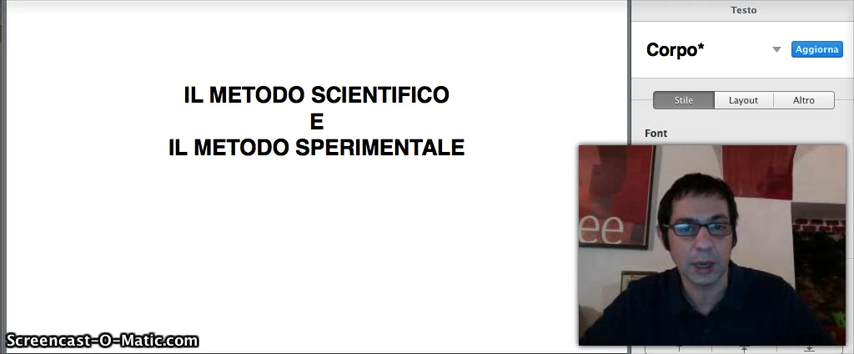 Testo
Corpo*
Aggiorna
IL METODO SCIENTIFICO
E
IL METODO SPERIMENTALE
Stile
Layout
Altro
Font
ee
Screencast-O-Matic.com